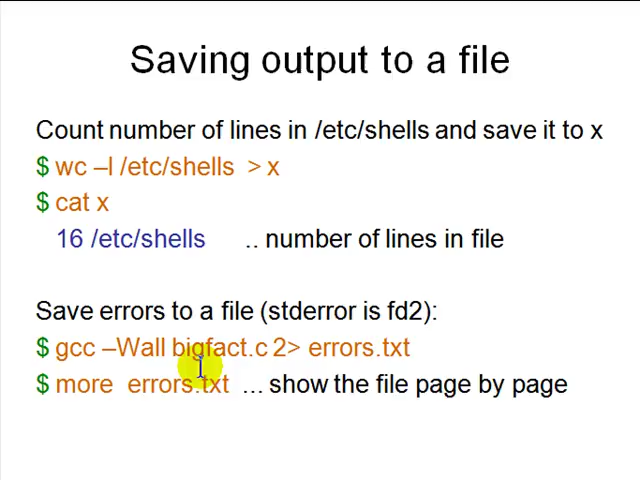 Saving output to a file
Count number of lines in /etc/shells and save it to x
$ wc –l /etc/shells > x
$ cat x
16 /etc/shells .. number of lines in file
Save errors to a file (stderror is fd2):
$ gcc –Wall bigfact.c 2> errors.txt
$ more errors.txt ... show the file page by page